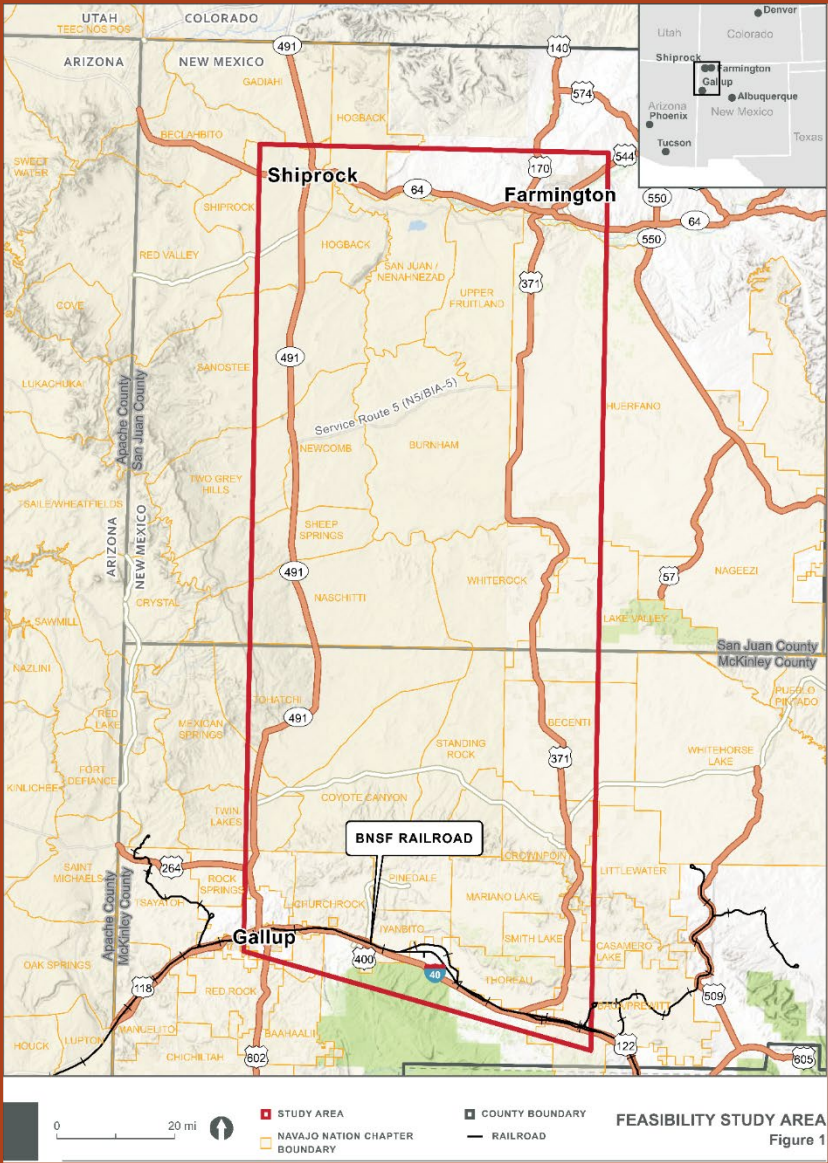 UTAH
COLORADO
TEEC NOS POS
491
140
Denver
Utah
Colorado
ARIZONA
NEW MEXICO
GADIAHI
Shiprock
Farmington
Gallup
574
Albuquerque
Arizona
New Mexico
Phoenix
Texas
Tucson
HOGBACK
BECLAHBITO
SWEET
WATER
544
Shiprock
170
64
Farmington
550
64
SHIPROCK
550
HOGBACK
RED VALLEY
SAN JUAN /
NENAHNEZAD
371
UPPER
FRUITLAND
COVE
491
SANOSTEE
LUKACHUKA
Apache County
San Juan County
Service Route 5 (N5/BIA-5)
HUERFANO
NEWCOMB
BURNHAM
TWO GREY
HILLS
TSAILE/WHEATFIELDS
SHEEP
SPRINGS
ARIZONA
NEW MEXICO
491
WHITEROCK
57
NAGEEZI
CRYSTAL
NASCHITTI
SAWMILL
LAKE VALLEY
San Juan County
McKinley County
NAZLINI
PUEBLO
PINTADO
TOHATCHI
RED
LAKE
491
MEXICAN
SPRINGS
BECENTI
STANDING
ROCK
WHITEHORSE
LAKE
371
FORT
DEFIANCE
KINLICHEE
COYOTE CANYON
TWIN
LAKES
BNSF RAILROAD
CROWNPOINT
264
SAINT
MICHAELS
ROCK
SPRINGS
PINEDALE
LITTLEWATER
TSAYATOH
CHURCHROCK
MARIANO LAKE
Apache County
McKinley County
IYANBITO
Gallup
SMITH LAKE
CASAMERO
LAKE
400
OAK SPRINGS
40
THOREAU
118
RED ROCK
509
MANUELITO
BAAHAALII
122
HOUCK
LUPTON
CHICHILTAH
602
605
0
20 mi
STUDY AREA
COUNTY BOUNDARY
FEASIBILITY STUDY AREA
NAVAJO NATION CHAPTER
BOUNDARY
RAILROAD
Figure 1